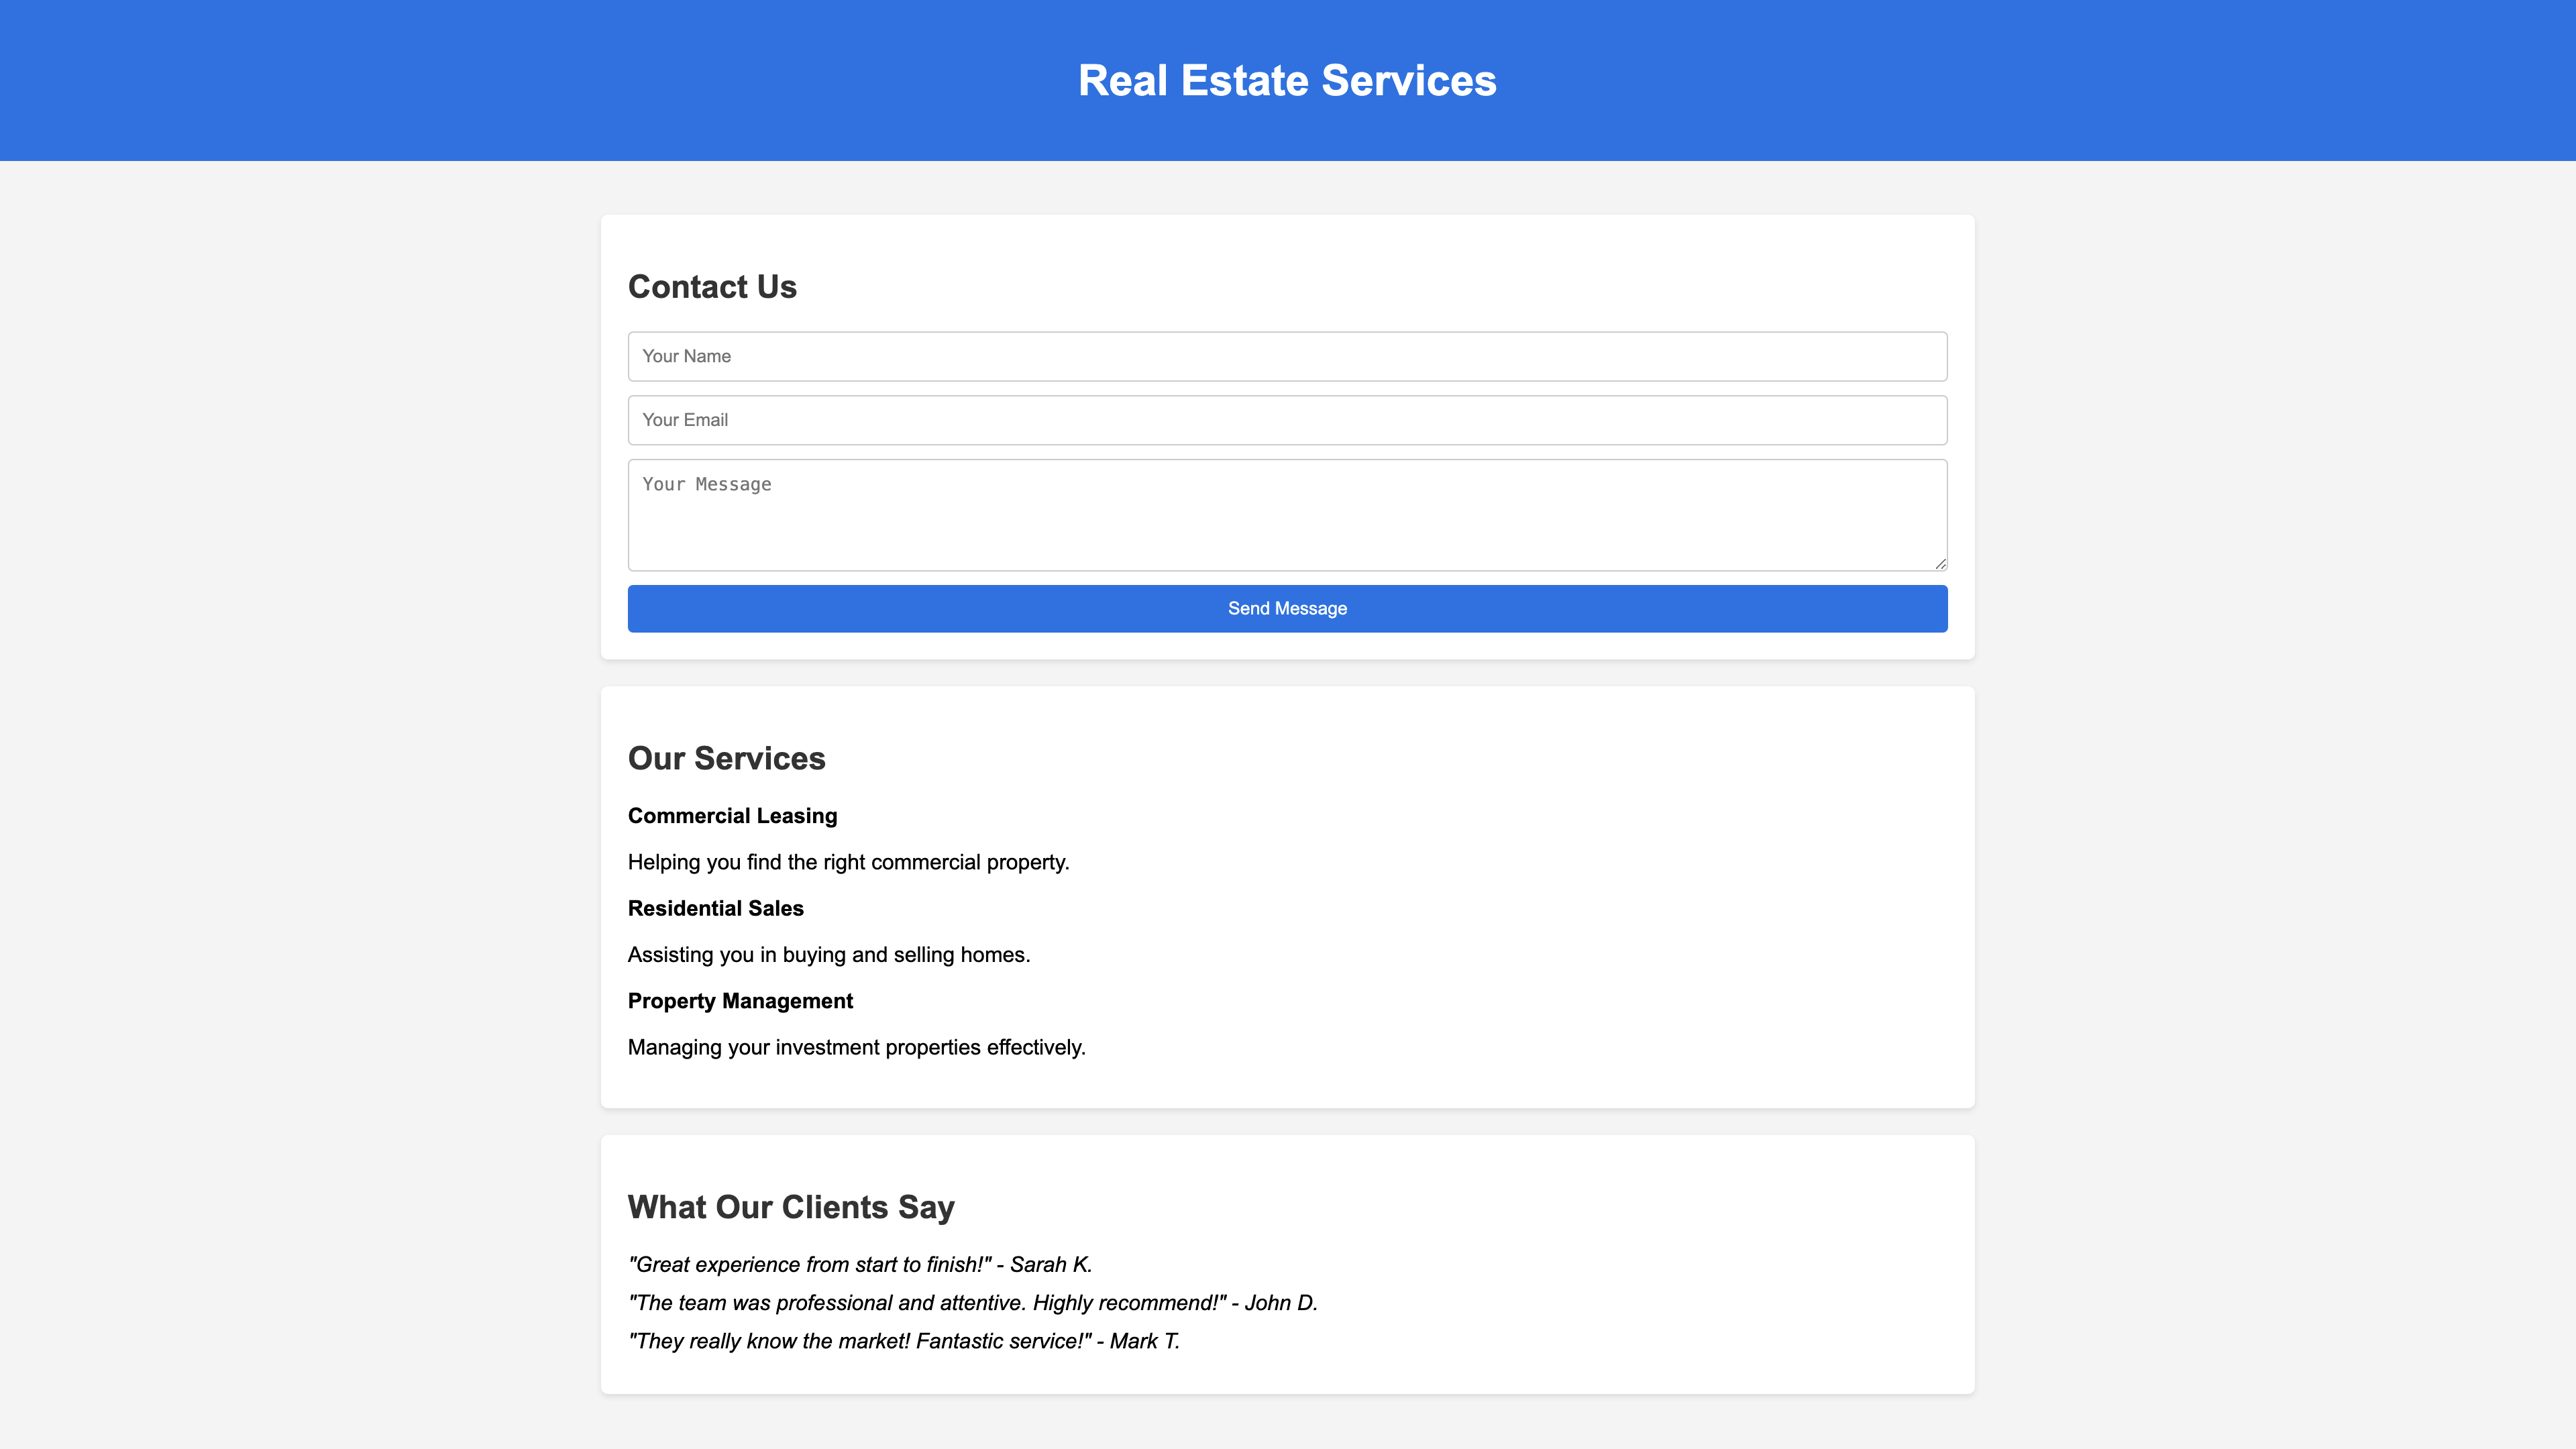 Real Estate Services
Contact Us
Your Name
Your Email
Your Message
Send Message
Our Services
Commercial Leasing
Helping you find the right commercial property.
Residential Sales
Assisting you in buying and selling homes.
Property Management
Managing your investment properties effectively.
What Our Clients Say
"Great experience from start to finish!" - Sarah K.
"The team was professional and attentive. Highly recommend!" - John D.
"They really know the market! Fantastic service!" - Mark T.